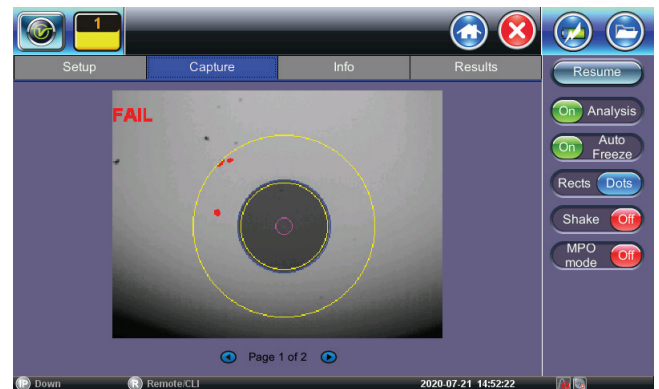 1
Setup
Capture
Info
Results
FAIL
Page 1 of 2
Resume
On Analysis
On Auto
Freeze
Rects Dots
Shake Off
MPO
mode Off
IP Down
R Remote/CLI
2020-07-21 14:52:22